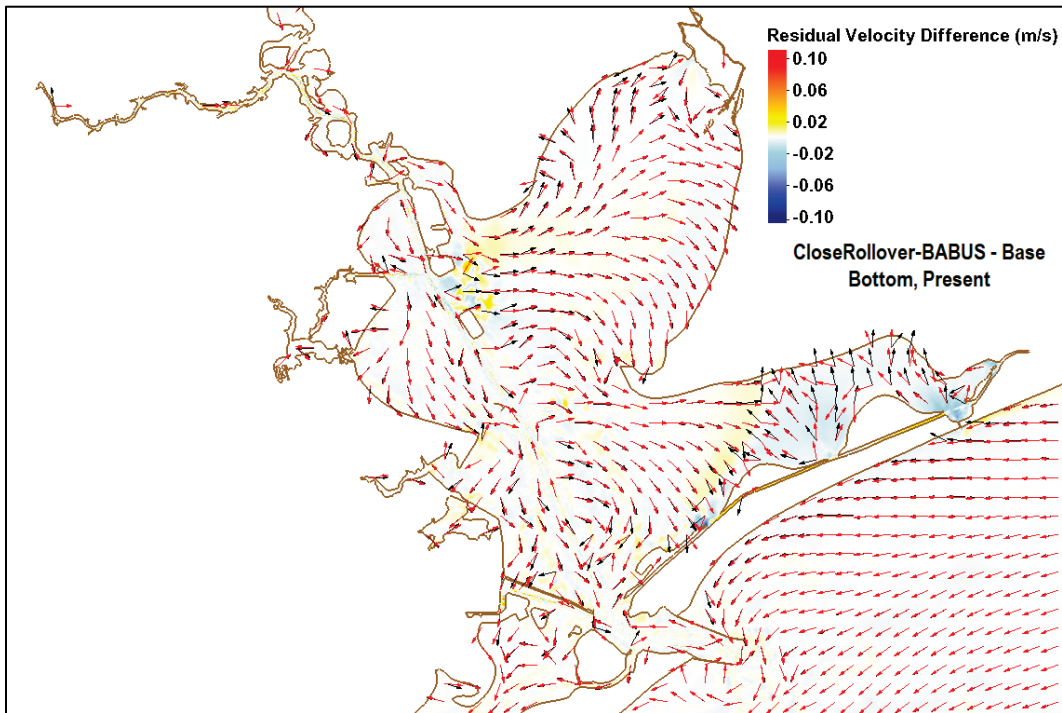 Residual Velocity Difference (m/s)
0.10
0.06
0.02
-0.02
-0.06
-0.10
CloseRollover-BABUS - Base
Bottom, Present